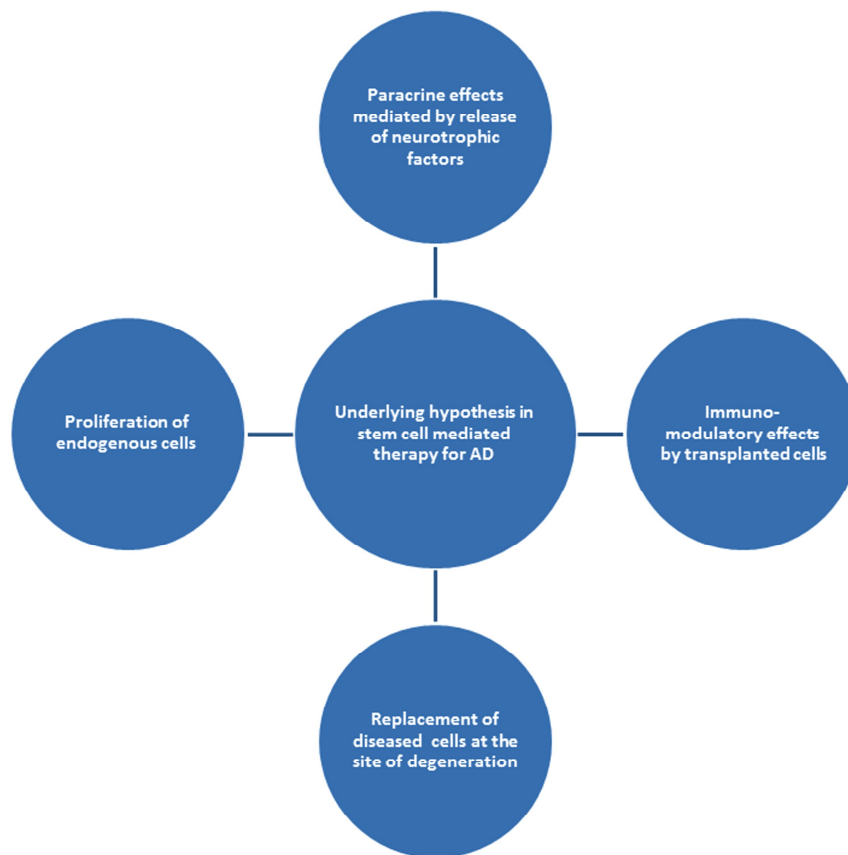 Paracrine effects
mediated by release
of neurotrophic
factors
Proliferation of
endogenous cells
Underlying hypothesis in
stem cell mediated
therapy for AD
Immuno-
modulatory effects
by transplanted cells
Replacement of
diseased cells at the
site of degeneration